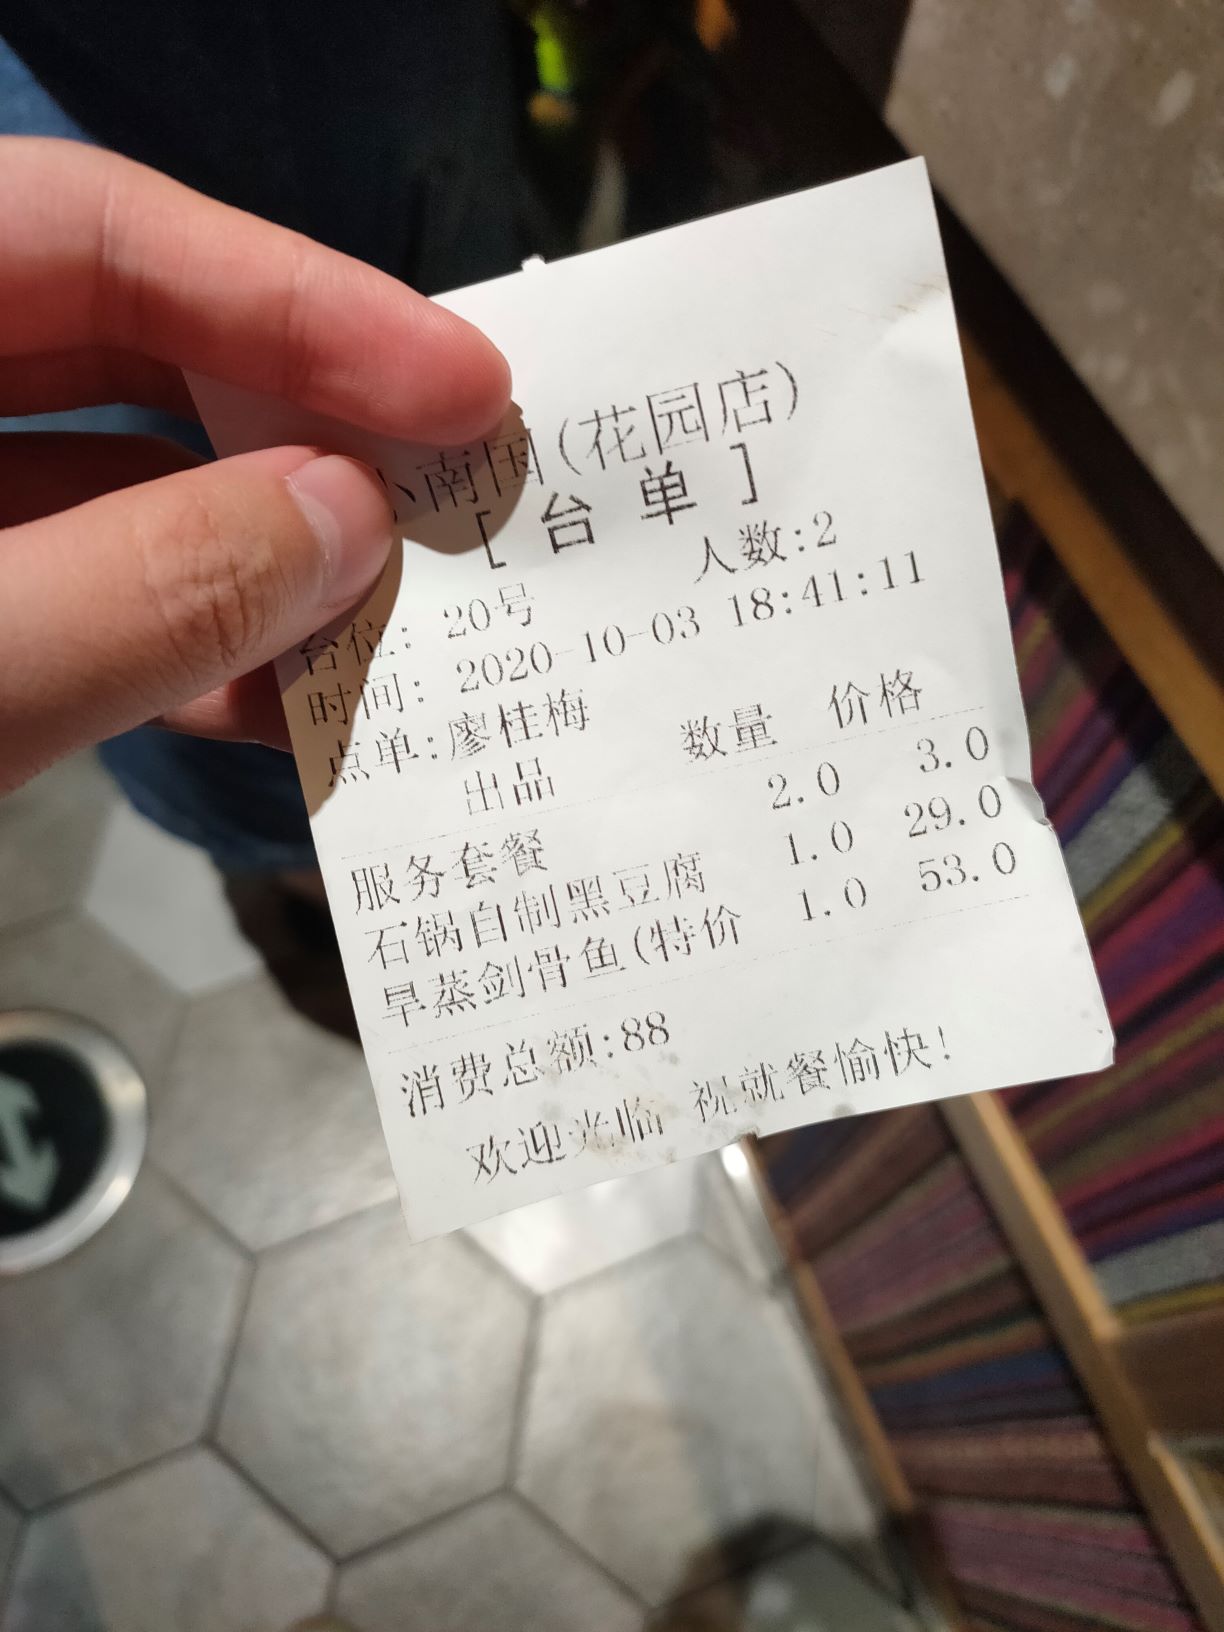 小南国(花园店)
[ 台 单 ]
台位: 20号 人数:2
时间: 2020-10-03 18:41:11
点单:廖桂梅
出品 数量 价格
服务套餐 2.0 3.0
石锅自制黑豆腐 1.0 29.0
旱蒸剑骨鱼(特价 1.0 53.0
消费总额:88
欢迎光临 祝就餐愉快!